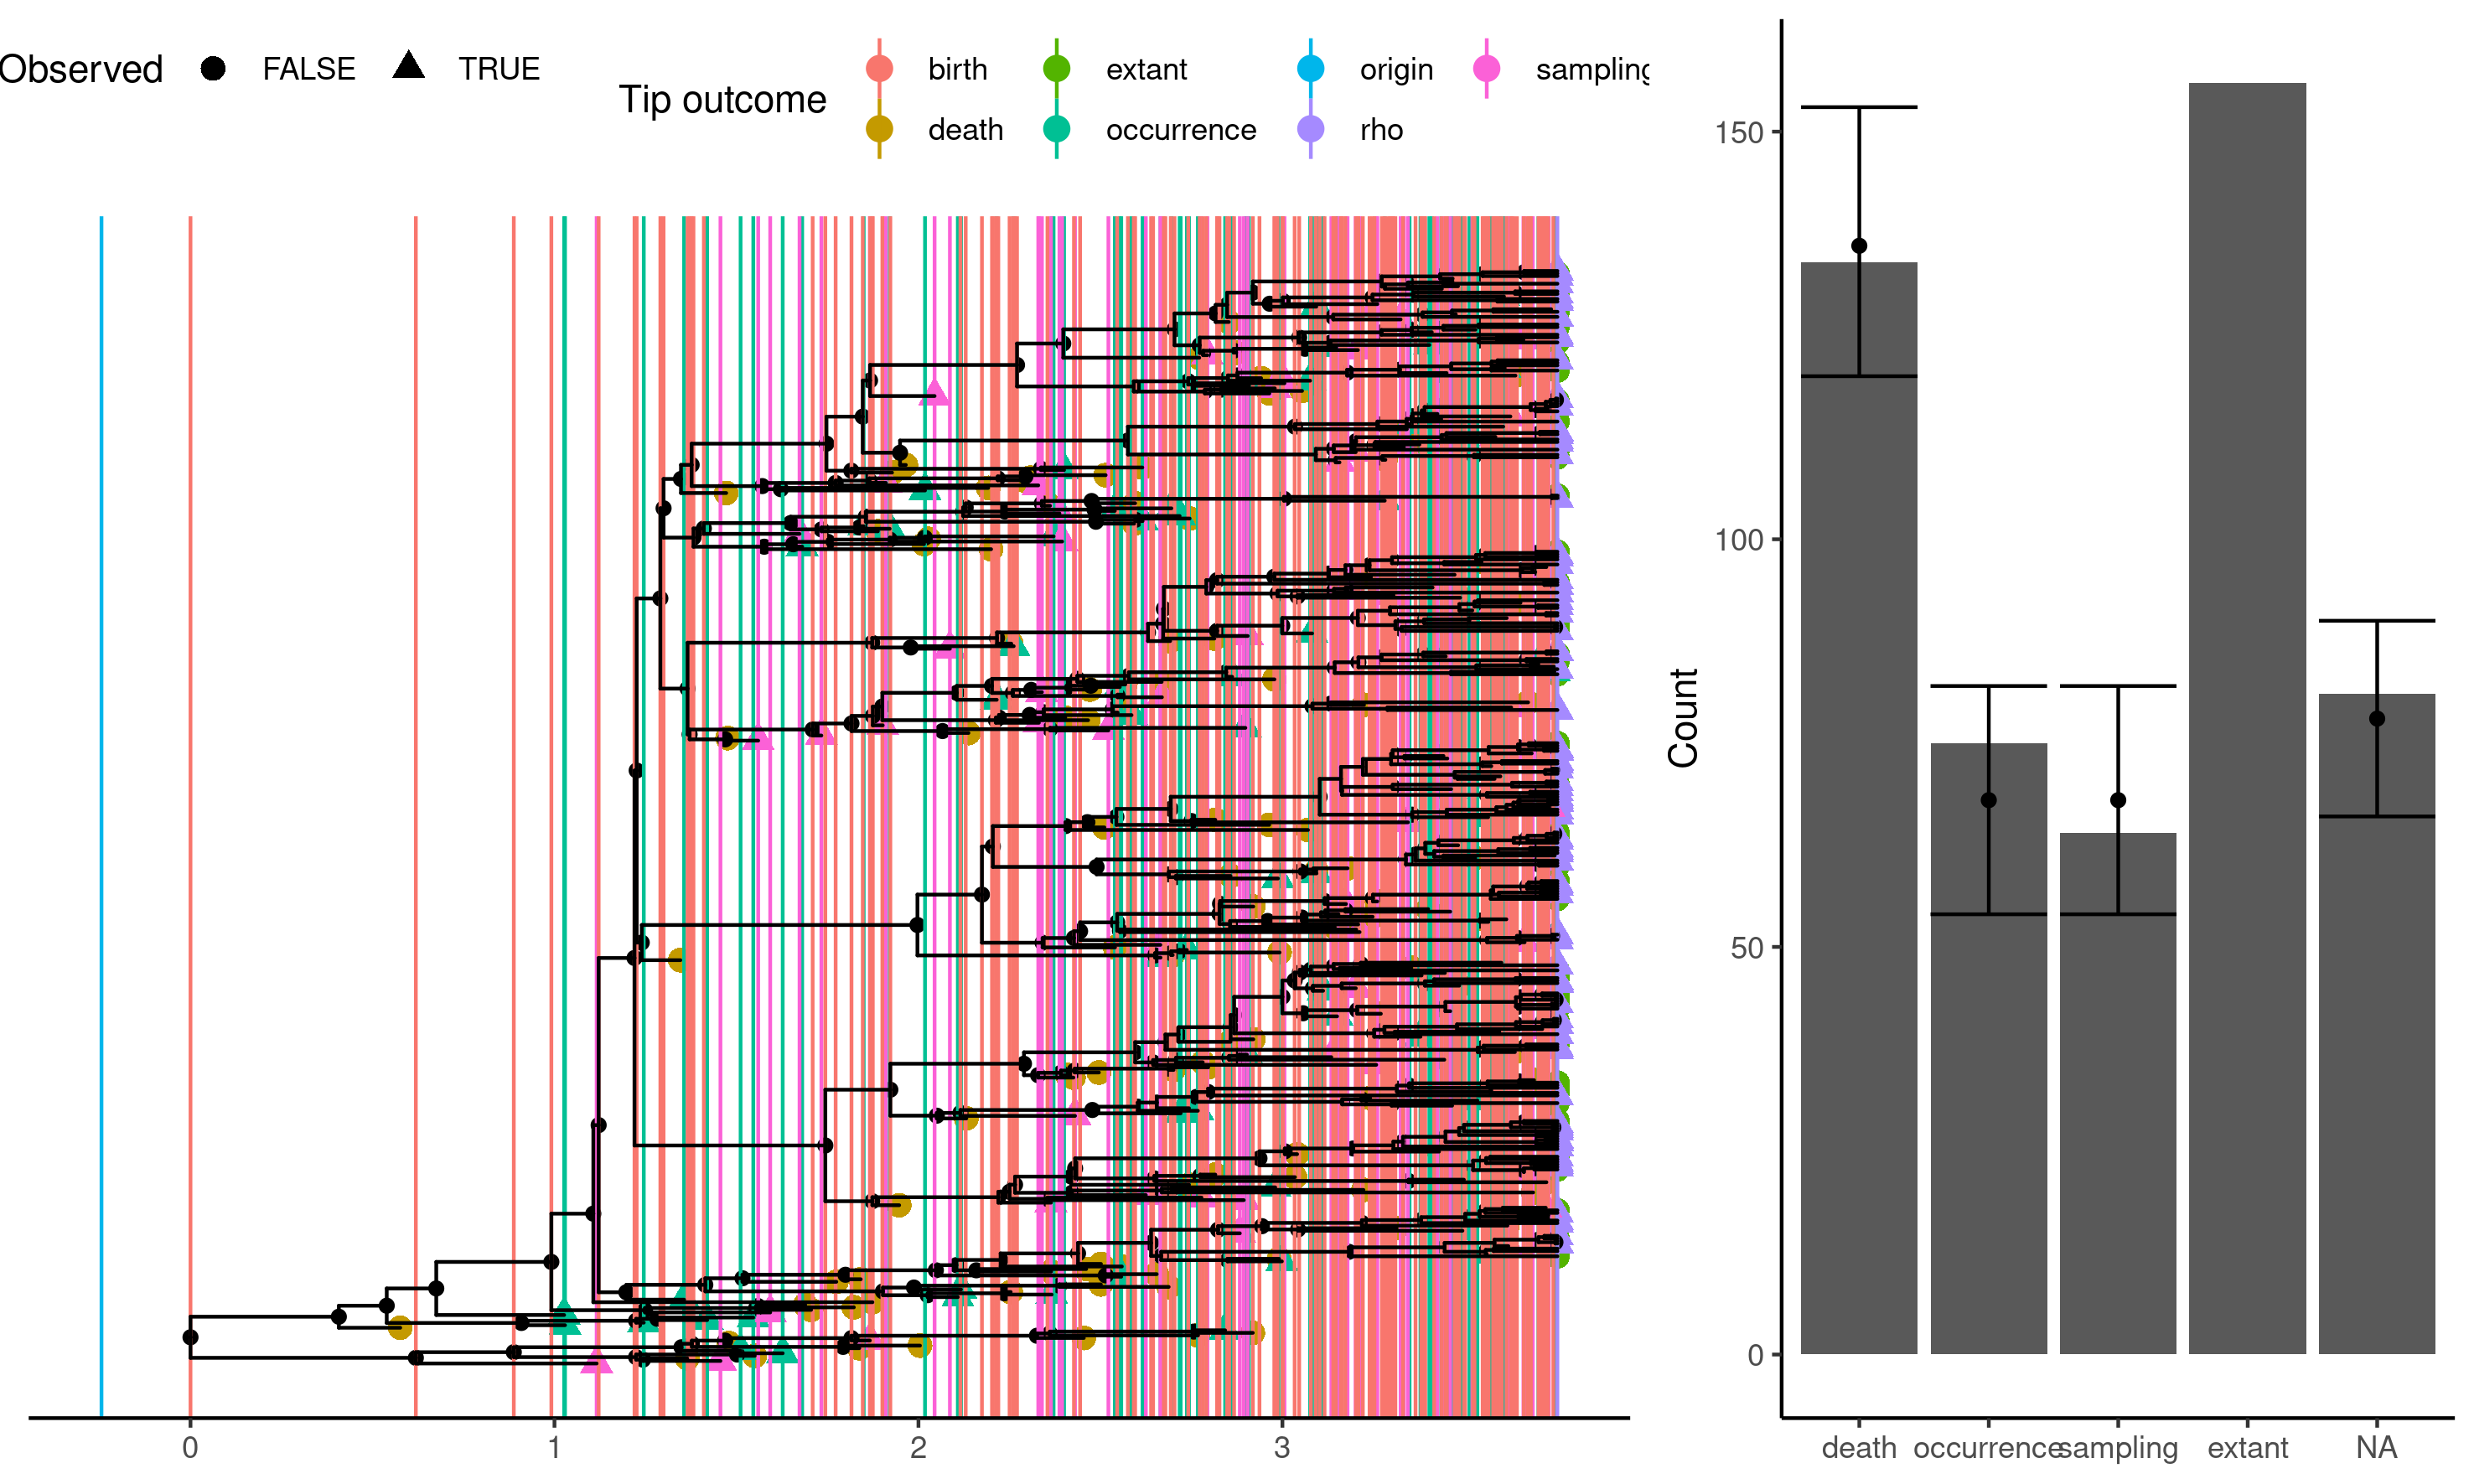 Observed FALSE TRUE
Tip outcome
birth extant origin sampling
death occurrence rho
150
100
50
0
Count
0 1 2 3
death occurrence sampling extant NA